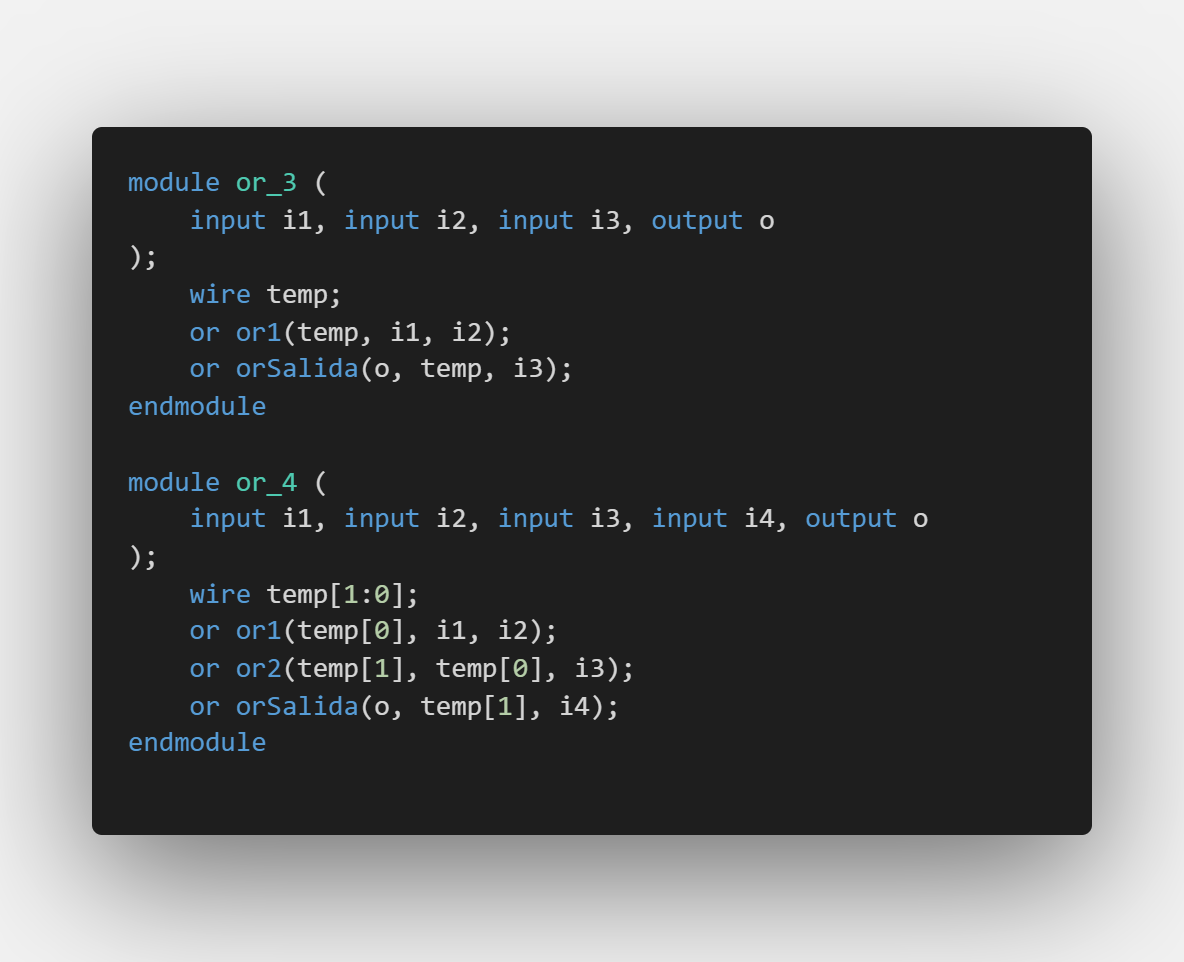 module or_3 (
    input i1, input i2, input i3, output o
);
    wire temp;
    or or1(temp, i1, i2);
    or orSalida(o, temp, i3);
endmodule

module or_4 (
    input i1, input i2, input i3, input i4, output o
);
    wire temp[1:0];
    or or1(temp[0], i1, i2);
    or or2(temp[1], temp[0], i3);
    or orSalida(o, temp[1], i4);
endmodule